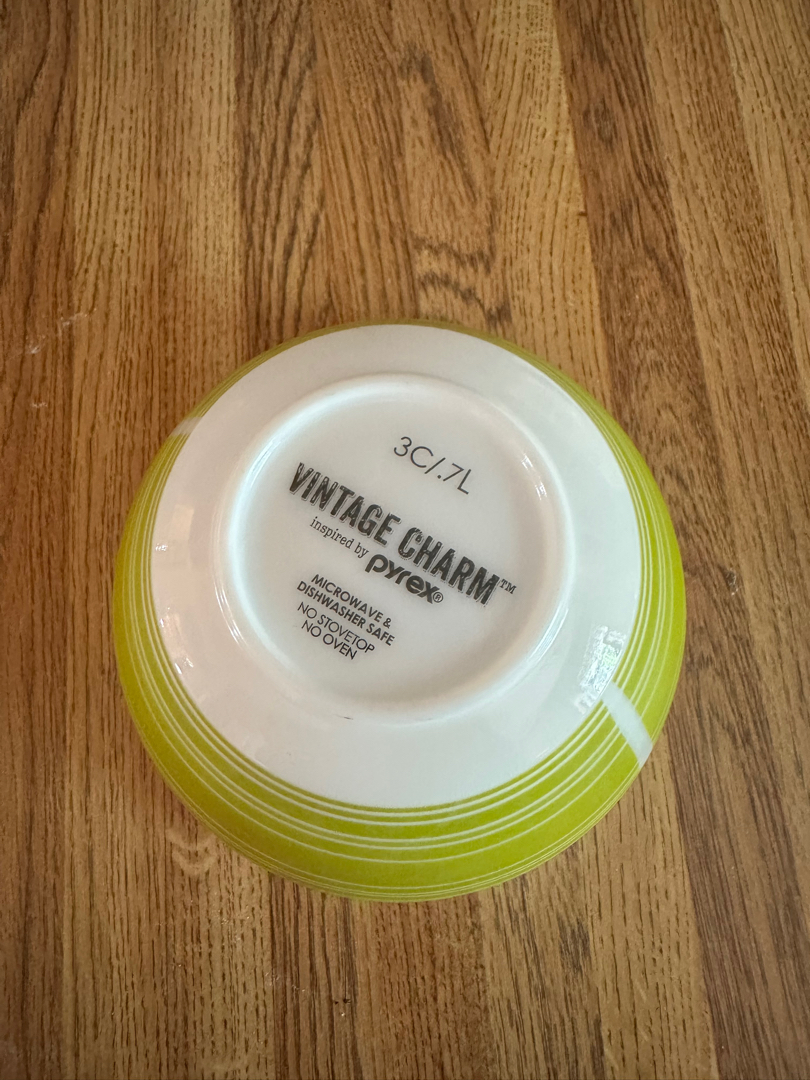 3C/.7L
VINTAGE CHARM™
inspired by pyrex®
MICROWAVE &
DISHWASHER SAFE
NO STOVETOP
NO OVEN